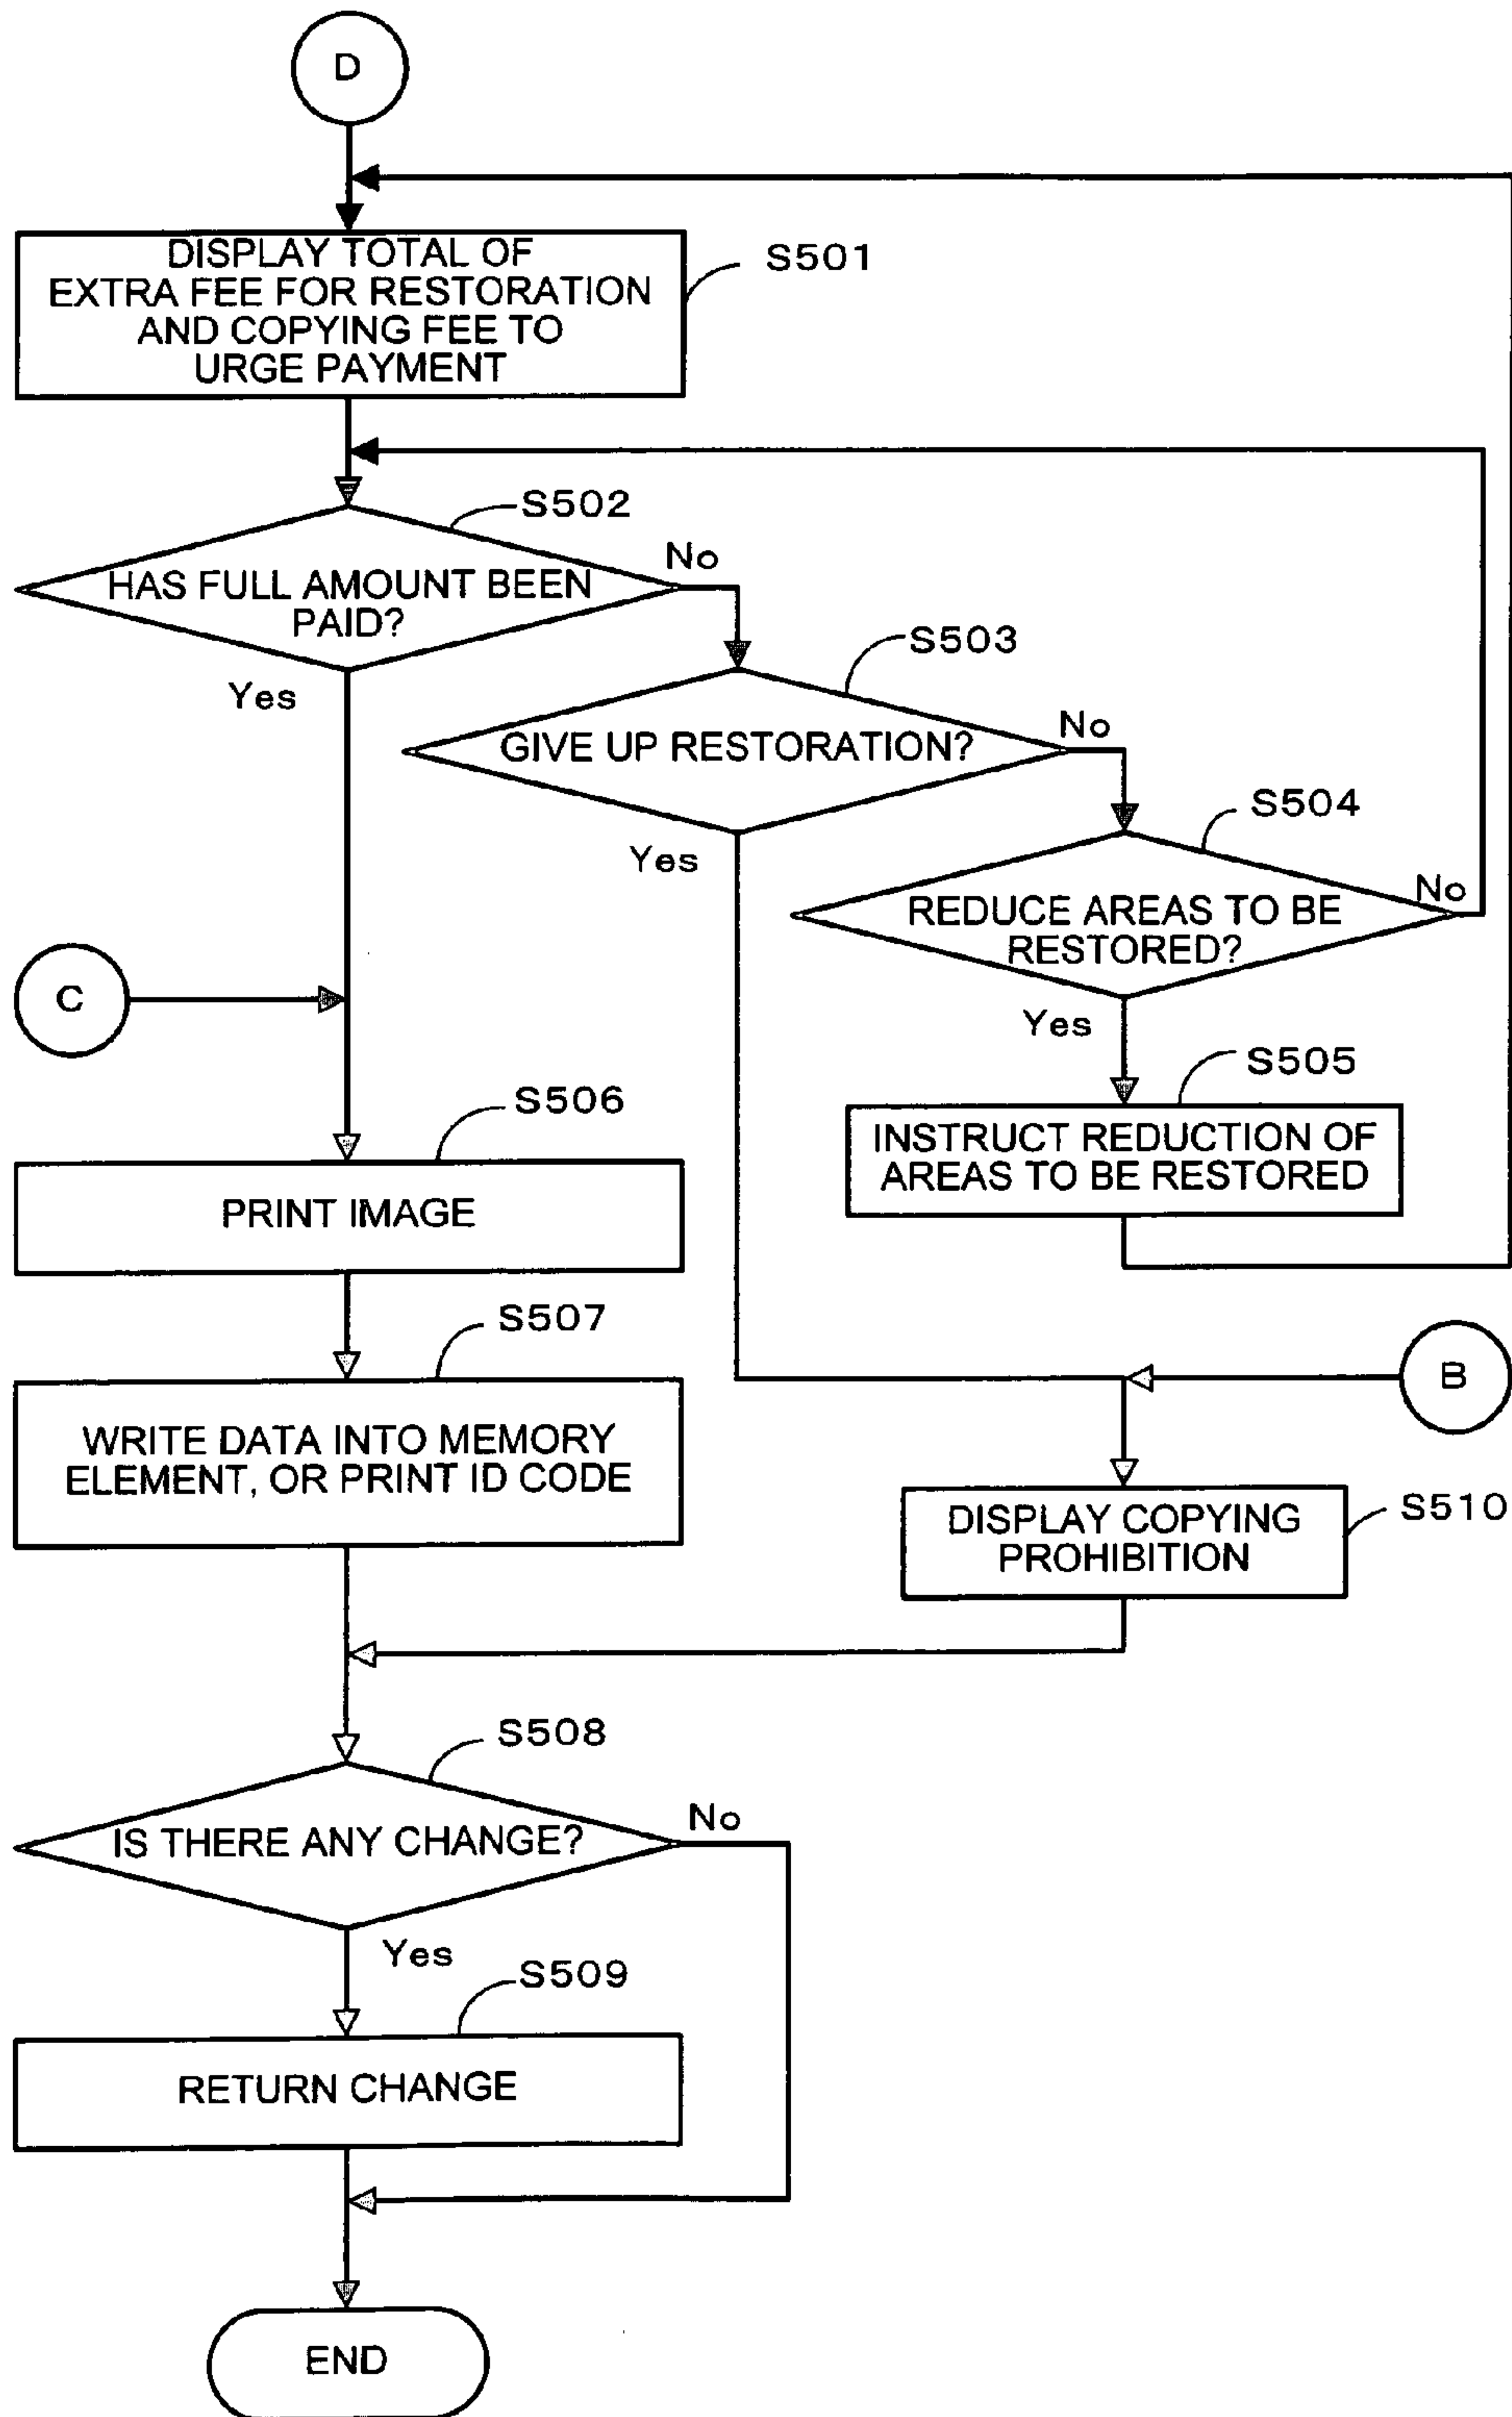 D
DISPLAY TOTAL OF
EXTRA FEE FOR RESTORATION
AND COPYING FEE TO
URGE PAYMENT
S501
S502
HAS FULL AMOUNT BEEN
PAID?
No
Yes
S503
GIVE UP RESTORATION?
No
Yes
S504
REDUCE AREAS TO BE
RESTORED?
No
Yes
C
S505
INSTRUCT REDUCTION OF
AREAS TO BE RESTORED
S506
PRINT IMAGE
S507
WRITE DATA INTO MEMORY
ELEMENT, OR PRINT ID CODE
B
DISPLAY COPYING
PROHIBITION
S510
S508
IS THERE ANY CHANGE?
No
Yes
S509
RETURN CHANGE
END